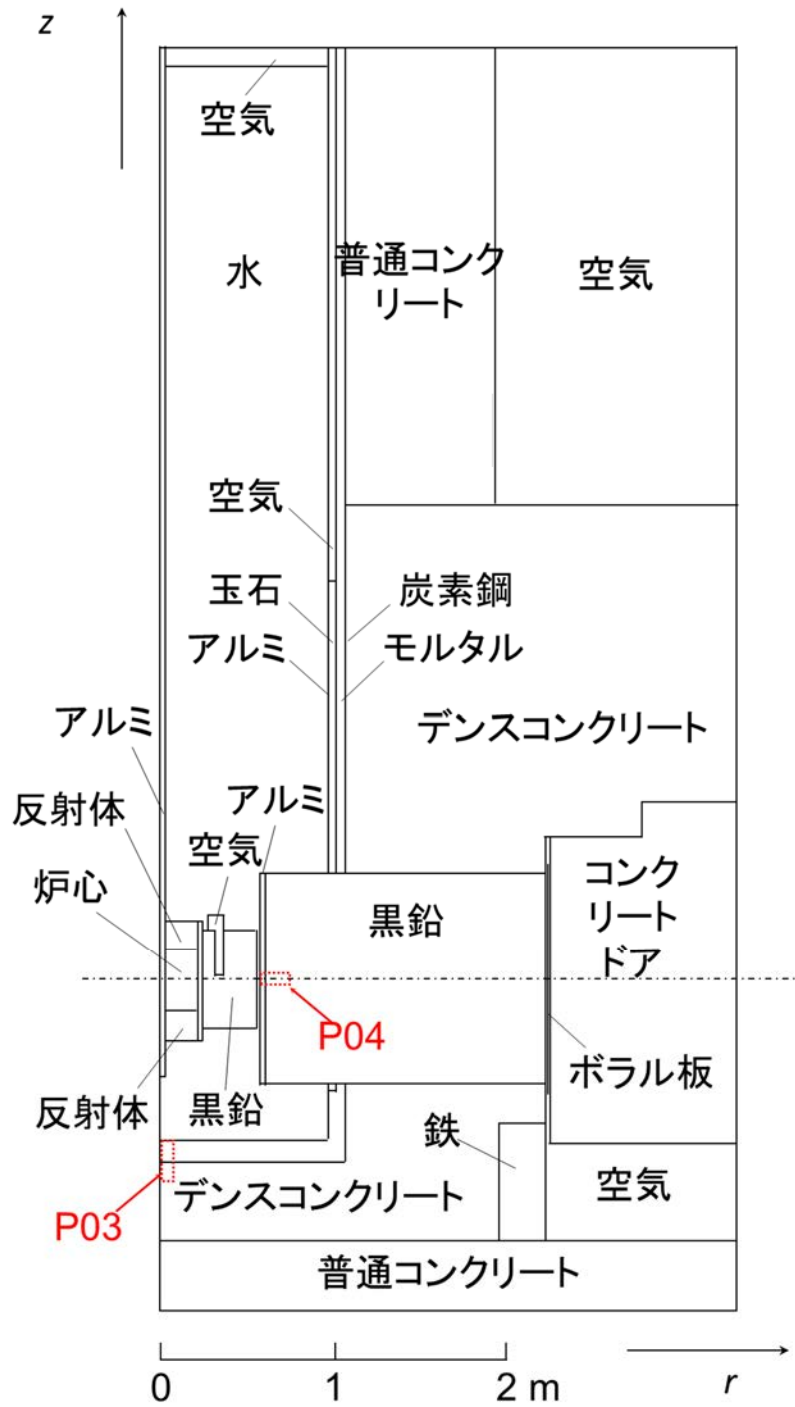 z
空気
水
普通コンク
リート
空気
空気
玉石
炭素鋼
アルミ
モルタル
デンスコンクリート
アルミ
反射体
アルミ
空気
炉心
黒鉛
コンク
リート
ドア
P04
ボラル板
反射体
黒鉛
鉄
P03
デンスコンクリート
空気
普通コンクリート
0
1
2 m
r